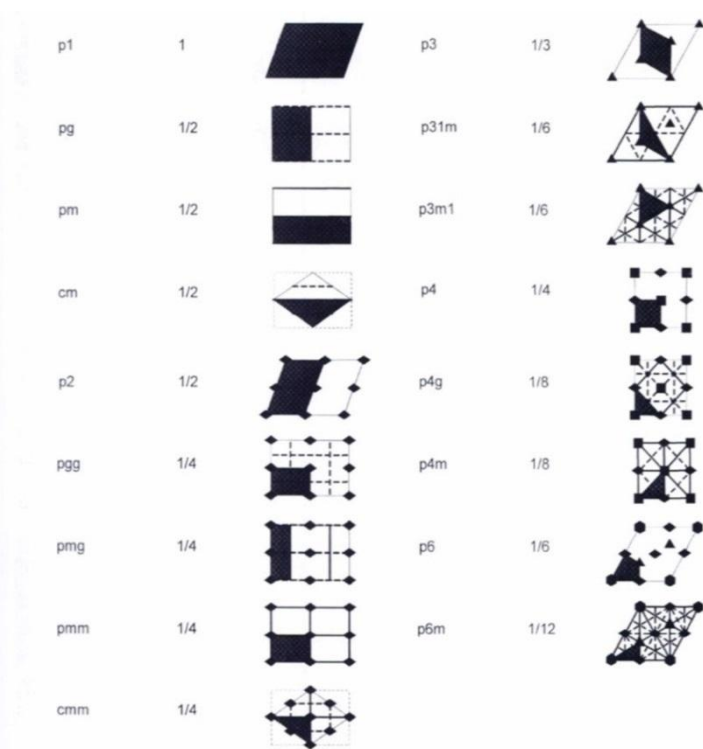 p1 1 p3 1/3
pg 1/2 p31m 1/6
pm 1/2 p3m1 1/6
cm 1/2 p4 1/4
p2 1/2 p4g 1/8
pgg 1/4 p4m 1/8
pmg 1/4 p6 1/6
pmm 1/4 p6m 1/12
cmm 1/4